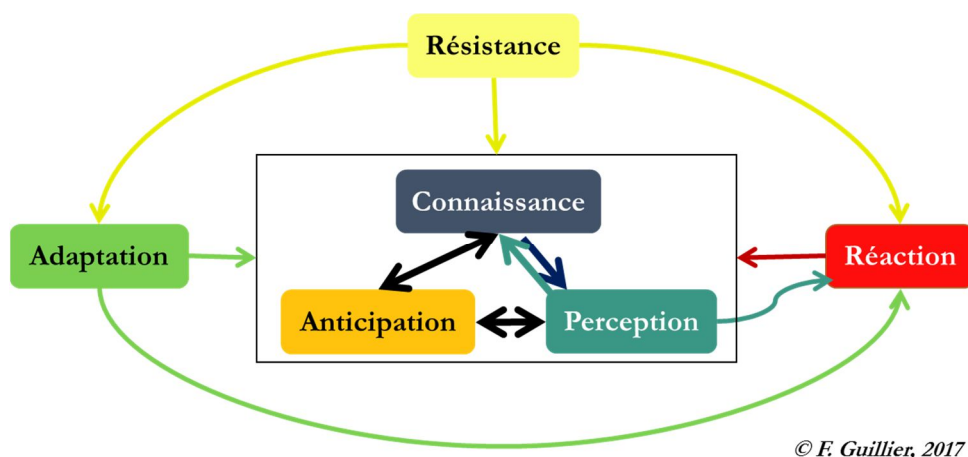 Résistance
Connaissance
Adaptation
Réaction
Anticipation
Perception
© F. Guillier, 2017